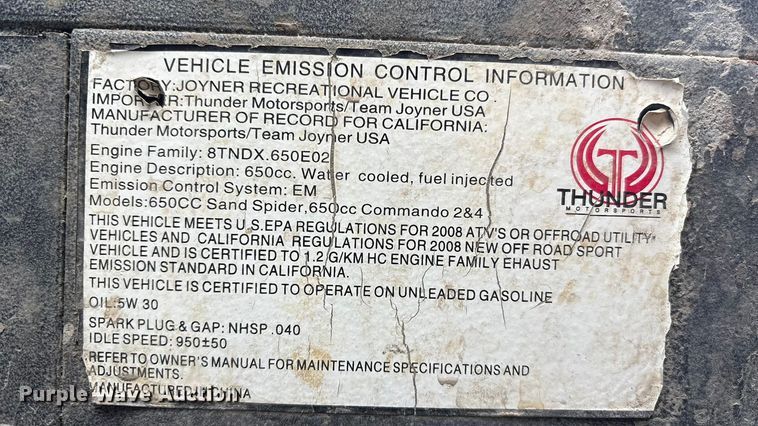 VEHICLE EMISSION CONTROL INFORMATION
FACTORY:JOYNER RECREATIONAL VEHICLE CO .
IMPORTER:Thunder Motorsports/Team Joyner USA
MANUFACTURER OF RECORD FOR CALIFORNIA:
Thunder Motorsports/Team Joyner USA
Engine Family: 8TNDX.650E02
Engine Description: 650cc. Water cooled, fuel injected
Emission Control System: EM
Models:650CC Sand Spider,650cc Commando 2&4
THUNDER
MOTORSPORTS
THIS VEHICLE MEETS U.S.EPA REGULATIONS FOR 2008 ATV'S OR OFFROAD UTILITY
VEHICLES AND CALIFORNIA REGULATIONS FOR 2008 NEW OFF ROAD SPORT
VEHICLE AND IS CERTIFIED TO 1.2 G/KM HC ENGINE FAMILY EHAUST
EMISSION STANDARD IN CALIFORNIA.
THIS VEHICLE IS CERTIFIED TO OPERATE ON UNLEADED GASOLINE
OIL:5W 30
SPARK PLUG & GAP: NHSP .040
IDLE SPEED: 950±50
REFER TO OWNER'S MANUAL FOR MAINTENANCE SPECIFICATIONS AND
ADJUSTMENTS.
MANUFACTURED IN CHINA
Purple Wave Auction